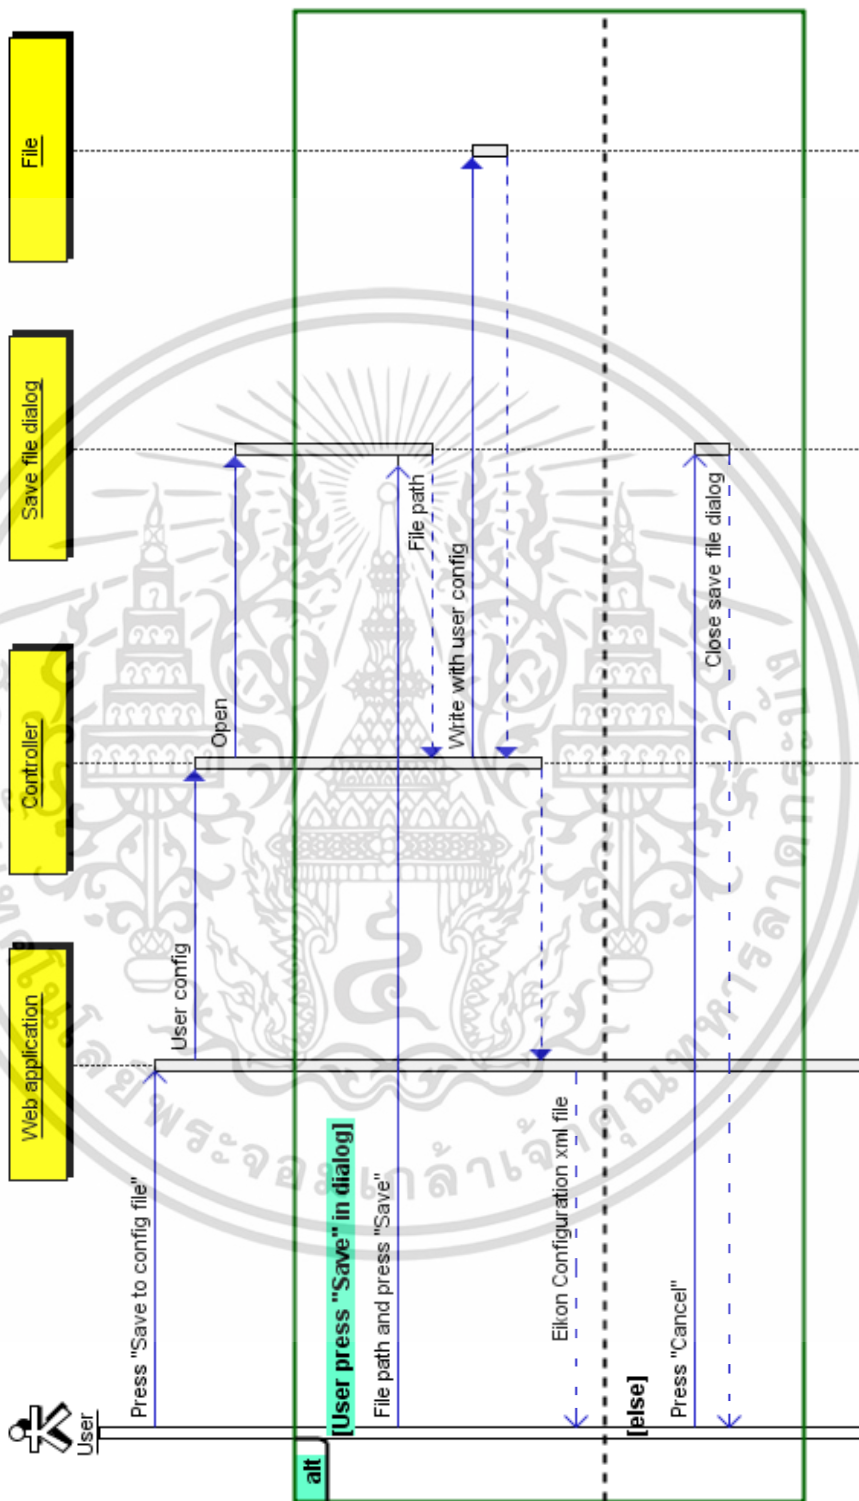 User
Web application
Controller
Save file dialog
File
Press "Save to config file"
User config
Open
alt
[User press "Save" in dialog]
File path and press "Save"
File path
Write with user config
Eikon Configuration xml file
[else]
Press "Cancel"
Close save file dialog